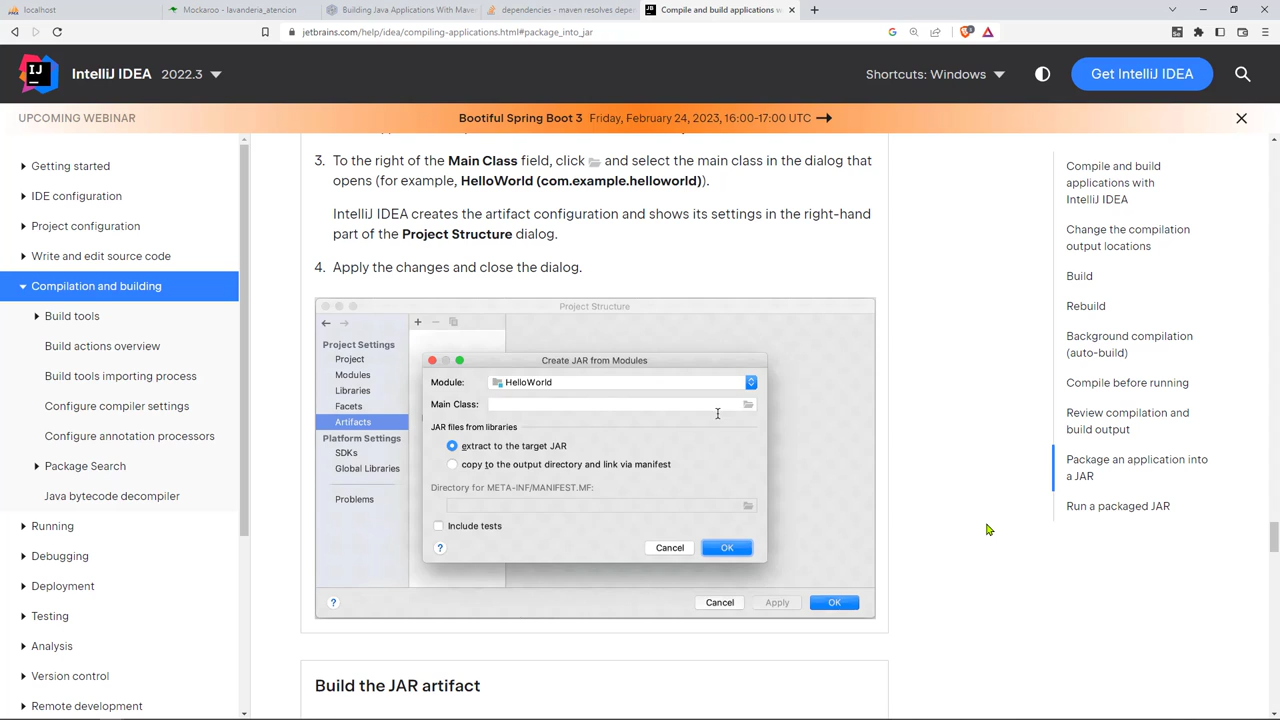 localhost
Mockaroo - lavanderia_atencion
Building Java Applications With Mave
dependencies - maven resolves depe
Compile and build applications w
jetbrains.com/help/idea/compiling-applications.html#package_into_jar
IntelliJ IDEA 2022.3
Shortcuts: Windows
Get IntelliJ IDEA
UPCOMING WEBINAR
Bootiful Spring Boot 3 Friday, February 24, 2023, 16:00-17:00 UTC
Getting started
IDE configuration
Project configuration
Write and edit source code
Compilation and building
Build tools
Build actions overview
Build tools importing process
Configure compiler settings
Configure annotation processors
Package Search
Java bytecode decompiler
Running
Debugging
Deployment
Testing
Analysis
Version control
Remote development
3. To the right of the Main Class field, click and select the main class in the dialog that
opens (for example, HelloWorld (com.example.helloworld)).
IntelliJ IDEA creates the artifact configuration and shows its settings in the right-hand
part of the Project Structure dialog.
4. Apply the changes and close the dialog.
Project Structure
Project Settings
Project
Modules
Libraries
Facets
Artifacts
Platform Settings
SDKs
Global Libraries
Problems
Create JAR from Modules
Module: HelloWorld
Main Class:
JAR files from libraries
extract to the target JAR
copy to the output directory and link via manifest
Directory for META-INF/MANIFEST.MF:
Include tests
? Cancel OK
? Cancel Apply OK
Build the JAR artifact
Compile and build
applications with
IntelliJ IDEA
Change the compilation
output locations
Build
Rebuild
Background compilation
(auto-build)
Compile before running
Review compilation and
build output
Package an application into
a JAR
Run a packaged JAR